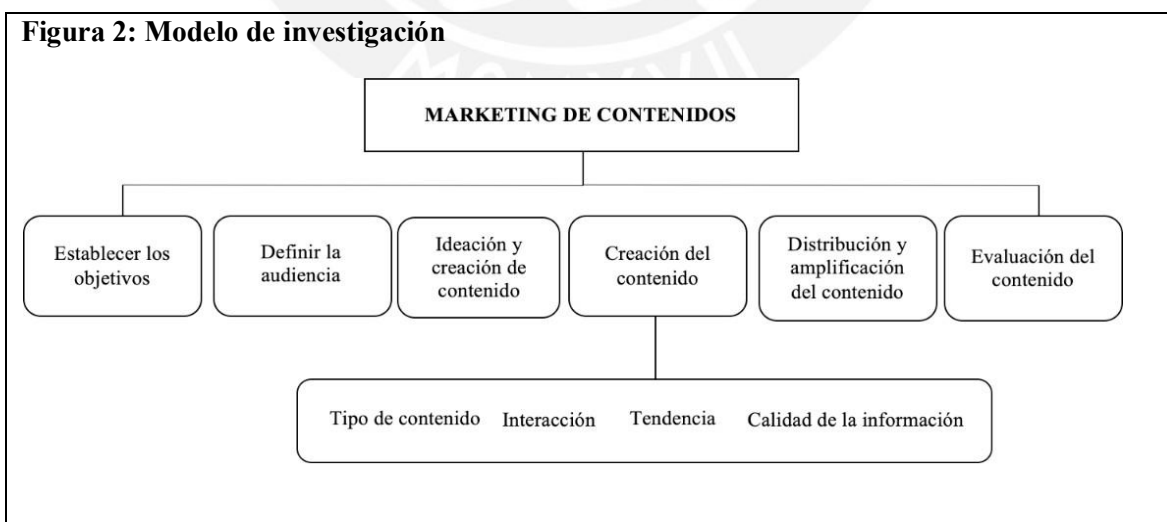 Figura 2: Modelo de investigación
MCMXVII
MARKETING DE CONTENIDOS
Establecer los
objetivos
Definir la
audiencia
Ideación y
creación de
contenido
Creación del
contenido
Distribución y
amplificación
del contenido
Evaluación del
contenido
Tipo de contenido Interacción Tendencia Calidad de la información